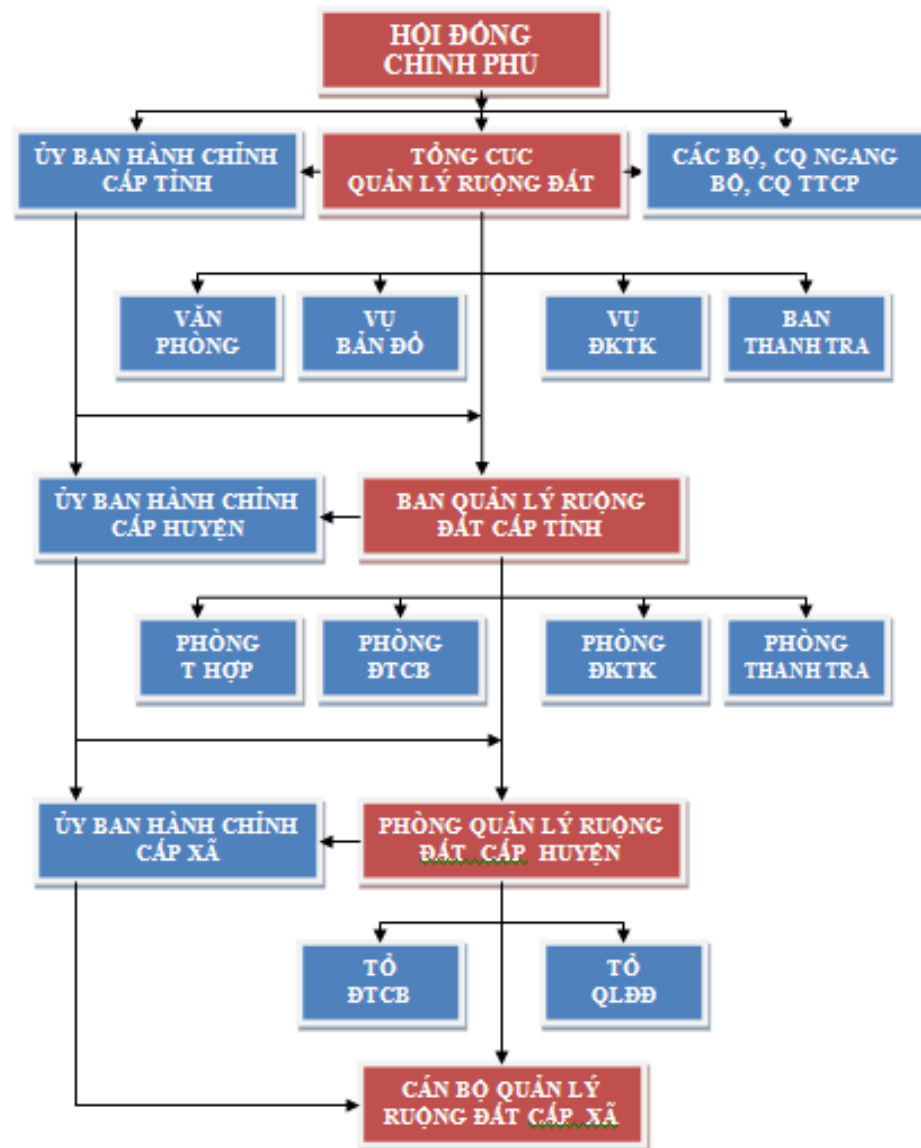 HỘI ĐỒNG
CHÍNH PHỦ
ỦY BAN HÀNH CHỈNH
CẤP TỈNH
TỔNG CUC
QUẢN LÝ RUỘNG ĐẤT
CÁC BỘ, CQ NGANG
BỘ, CQ TTCP
VĂN
PHÒNG
VỤ
BẢN ĐỒ
VỤ
ĐKTK
BAN
THANH TRA
ỦY BAN HÀNH CHỈNH
CẤP HUYỆN
BAN QUẢN LÝ RUỘNG
ĐẤT CẤP TỈNH
PHÒNG
T HỢP
PHÒNG
ĐTCB
PHÒNG
ĐKTK
PHÒNG
THANH TRA
ỦY BAN HÀNH CHỈNH
CẤP XÃ
PHÒNG QUẢN LÝ RUỘNG
ĐẤT CẤP HUYỆN
TỔ
ĐTCB
TỔ
QLĐĐ
CÁN BỘ QUẢN LÝ
RUỘNG ĐẤT CẤP XÃ